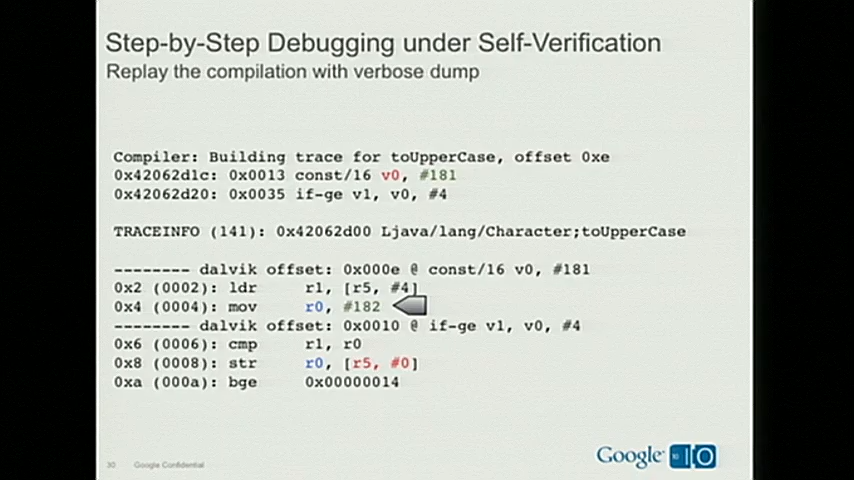 Step-by-Step Debugging under Self-Verification
Replay the compilation with verbose dump
Compiler: Building trace for toUpperCase, offset 0xe
0x42062d1c: 0x0013 const/16 v0, #181
0x42062d20: 0x0035 if-ge v1, v0, #4
TRACEINFO (141): 0x42062d00 Ljava/lang/Character;toUpperCase
-------- dalvik offset: 0x000e @ const/16 v0, #181
0x2 (0002): ldr r1, [r5, #4]
0x4 (0004): mov r0, #182
-------- dalvik offset: 0x0010 @ if-ge v1, v0, #4
0x6 (0006): cmp r1, r0
0x8 (0008): str r0, [r5, #0]
0xa (000a): bge 0x00000014
30 Google Confidential
Google 10 IO